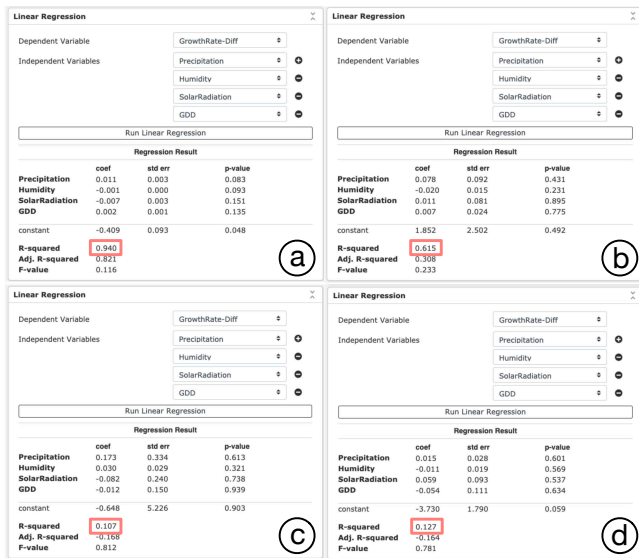 Linear Regression
Dependent Variable GrowthRate-Diff
Independent Variables Precipitation
Humidity
SolarRadiation
GDD
Run Linear Regression
Regression Result
coef std err p-value
Precipitation 0.011 0.003 0.083
Humidity -0.001 0.000 0.093
SolarRadiation -0.007 0.003 0.151
GDD 0.002 0.001 0.135
constant -0.409 0.093 0.048
R-squared 0.940
Adj. R-squared 0.821
F-value 0.116
a
Linear Regression
Dependent Variable GrowthRate-Diff
Independent Variables Precipitation
Humidity
SolarRadiation
GDD
Run Linear Regression
Regression Result
coef std err p-value
Precipitation 0.078 0.092 0.431
Humidity -0.020 0.015 0.231
SolarRadiation 0.011 0.081 0.895
GDD 0.007 0.024 0.775
constant 1.852 2.502 0.492
R-squared 0.615
Adj. R-squared 0.308
F-value 0.233
b
Linear Regression
Dependent Variable GrowthRate-Diff
Independent Variables Precipitation
Humidity
SolarRadiation
GDD
Run Linear Regression
Regression Result
coef std err p-value
Precipitation 0.173 0.334 0.613
Humidity 0.030 0.029 0.321
SolarRadiation -0.082 0.240 0.738
GDD -0.012 0.150 0.939
constant -0.648 5.226 0.903
R-squared 0.107
Adj. R-squared -0.168
F-value 0.812
c
Linear Regression
Dependent Variable GrowthRate-Diff
Independent Variables Precipitation
Humidity
SolarRadiation
GDD
Run Linear Regression
Regression Result
coef std err p-value
Precipitation 0.015 0.028 0.601
Humidity -0.011 0.019 0.569
SolarRadiation 0.059 0.093 0.537
GDD -0.054 0.111 0.634
constant -3.730 1.790 0.059
R-squared 0.127
Adj. R-squared -0.164
F-value 0.781
d